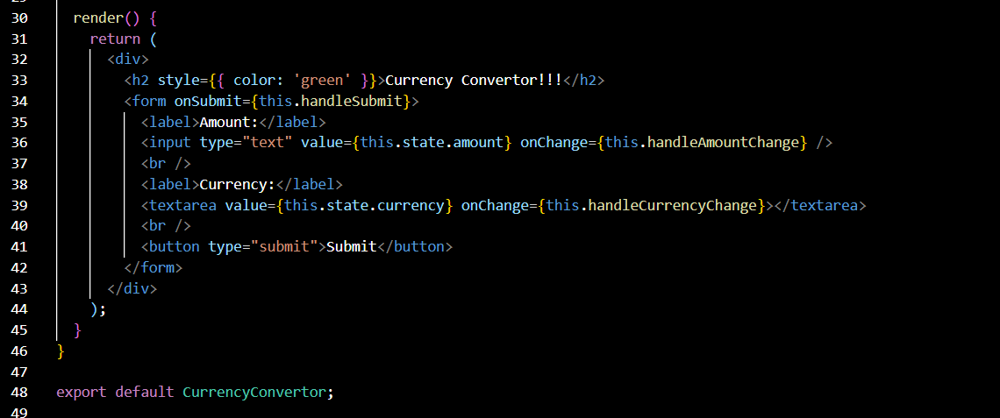 30     render() {
31       return (
32         <div>
33           <h2 style={{ color: 'green' }}>Currency Convertor!!!</h2>
34           <form onSubmit={this.handleSubmit}>
35             <label>Amount:</label>
36             <input type="text" value={this.state.amount} onChange={this.handleAmountChange} />
37             <br />
38             <label>Currency:</label>
39             <textarea value={this.state.currency} onChange={this.handleCurrencyChange}></textarea>
40             <br />
41             <button type="submit">Submit</button>
42           </form>
43         </div>
44       );
45     }
46   }
47
48   export default CurrencyConvertor;
49